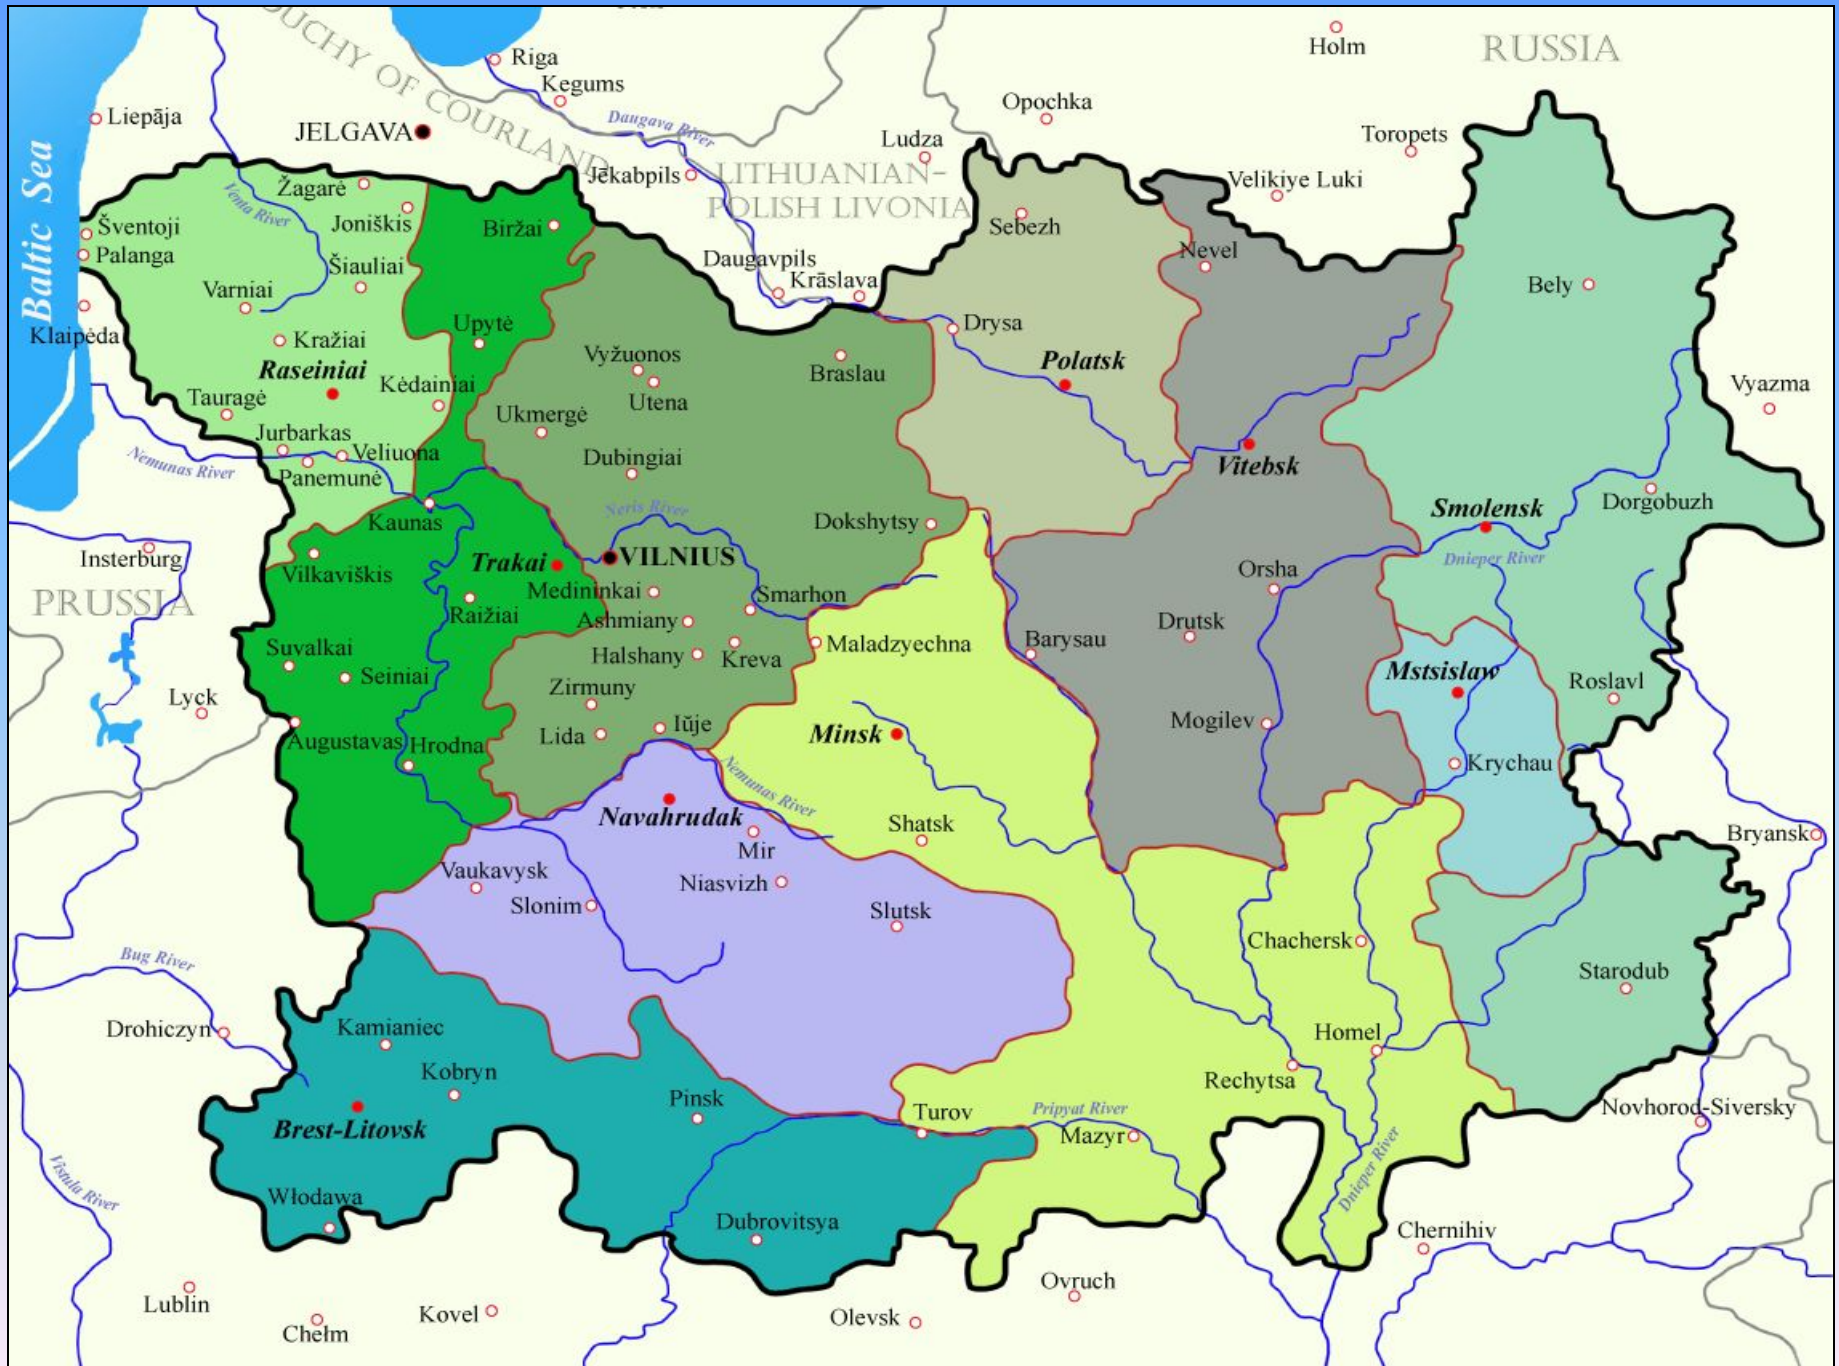 Riga
Kegums
Holm
RUSSIA
DUCHY OF COURLAND
Liepāja
JELGAVA
Daugava River
Opochka
Toropets
Ludza
Jēkabpils
LITHUANIAN-
POLISH LIVONIA
Velikiye Luki
Baltic Sea
Žagarė
Joniškis
Venta River
Biržai
Šventoji
Palanga
Sebezh
Nevel
Šiauliai
Daugavpils
Krāslava
Varniai
Bely
Klaipėda
Kražiai
Upytė
Drysa
Raseiniai
Vyžuonos
Braslau
Polatsk
Kėdainiai
Utena
Vyazma
Tauragė
Ukmergė
Jurbarkas
Veliuona
Dubingiai
Vitebsk
Nemunas River
Panemunė
Dorgobuzh
Kaunas
Neris River
Dokshytsy
Smolensk
Insterburg
Vilkaviškis
Trakai
VILNIUS
Dnieper River
PRUSSIA
Medininkai
Smarhon
Orsha
Raižiai
Ashmiany
Drutsk
Suvalkai
Halshany
Kreva
Maladzyechna
Barysau
Seiniai
Mstsislaw
Roslavl
Lyck
Zirmuny
Iŭje
Mogilev
Augustavas
Hrodna
Lida
Minsk
Krychau
Nemunas River
Navahrudak
Shatsk
Bryansk
Mir
Vaukavysk
Niasvizh
Slonim
Slutsk
Chachersk
Bug River
Starodub
Drohiczyn
Kamianiec
Homel
Kobryn
Rechytsa
Pinsk
Turov
Pripyat River
Novhorod-Siversky
Brest-Litovsk
Mazyr
Vistula River
Dnieper River
Włodawa
Dubrovitsya
Chernihiv
Lublin
Ovruch
Chełm
Kovel
Olevsk